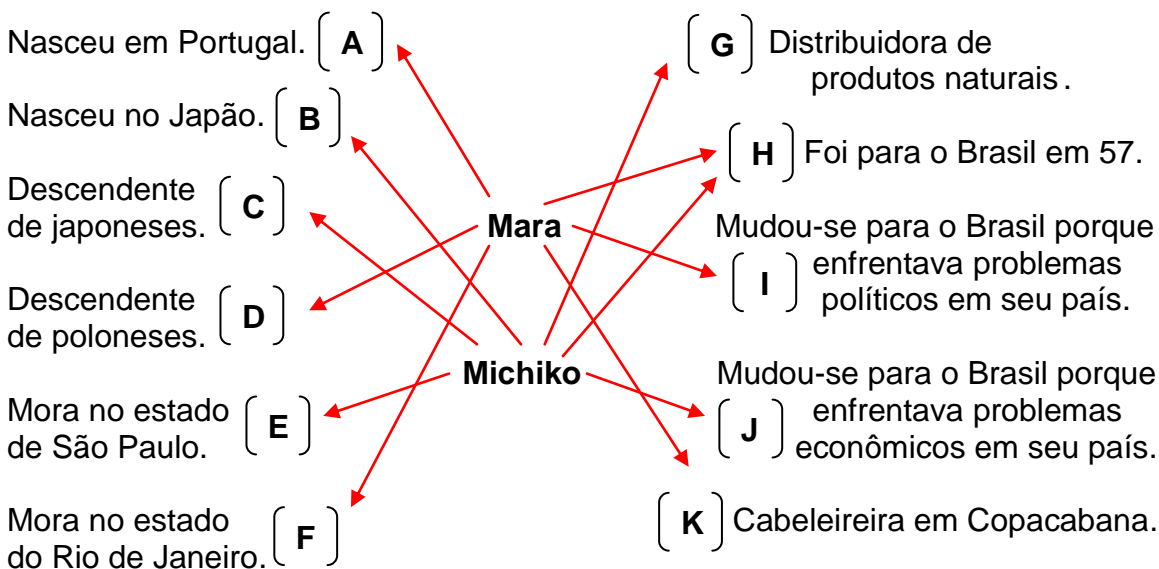 Nasceu em Portugal. A
Nasceu no Japão. B
Descendente
de japoneses. C
Descendente
de poloneses. D
Mora no estado
de São Paulo. E
Mora no estado
do Rio de Janeiro. F
Mara
Michiko
G Distribuidora de
produtos naturais.
H Foi para o Brasil em 57.
Mudou-se para o Brasil porque
I enfrentava problemas
políticos em seu país.
Mudou-se para o Brasil porque
J enfrentava problemas
econômicos em seu país.
K Cabeleireira em Copacabana.